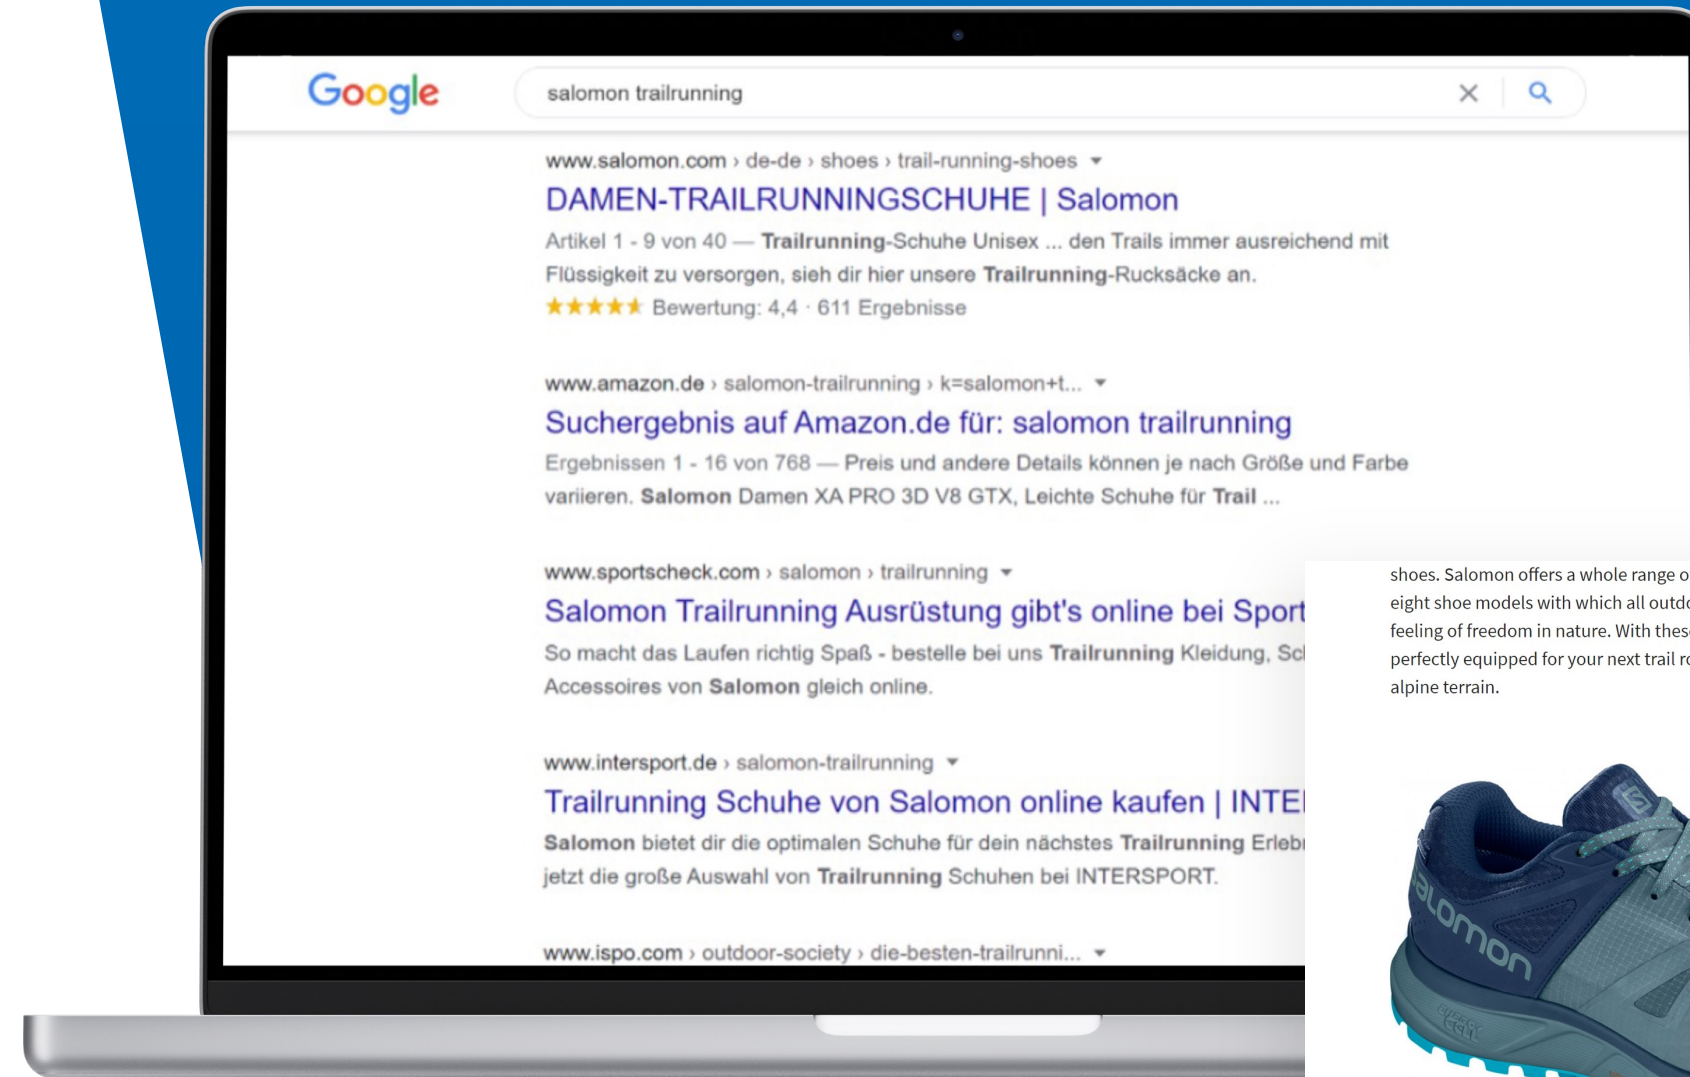 Google
salomon trailrunning
www.salomon.com › de-de › shoes › trail-running-shoes
DAMEN-TRAILRUNNINGSCHUHE | Salomon
Artikel 1 - 9 von 40 — Trailrunning-Schuhe Unisex ... den Trails immer ausreichend mit
Flüssigkeit zu versorgen, sieh dir hier unsere Trailrunning-Rucksäcke an.
Bewertung: 4,4 · 611 Ergebnisse
www.amazon.de › salomon-trailrunning › k=salomon+t...
Suchergebnis auf Amazon.de für: salomon trailrunning
Ergebnissen 1 - 16 von 768 — Preis und andere Details können je nach Größe und Farbe
variieren. Salomon Damen XA PRO 3D V8 GTX, Leichte Schuhe für Trail ...
www.sportscheck.com › salomon › trailrunning
Salomon Trailrunning Ausrüstung gibt's online bei Sport
So macht das Laufen richtig Spaß - bestelle bei uns Trailrunning Kleidung,
Accessoires von Salomon gleich online.
www.intersport.de › salomon-trailrunning
Trailrunning Schuhe von Salomon online kaufen | INTE
Salomon bietet dir die optimalen Schuhe für dein nächstes Trailrunning
jetzt die große Auswahl von Trailrunning Schuhen bei INTERSPORT.
www.ispo.com › outdoor-society › die-besten-trailrunni...
shoes. Salomon offers a whole range
eight shoe models with which all
feeling of freedom in nature. With
perfectly equipped for your next trail
alpine terrain.
salomon